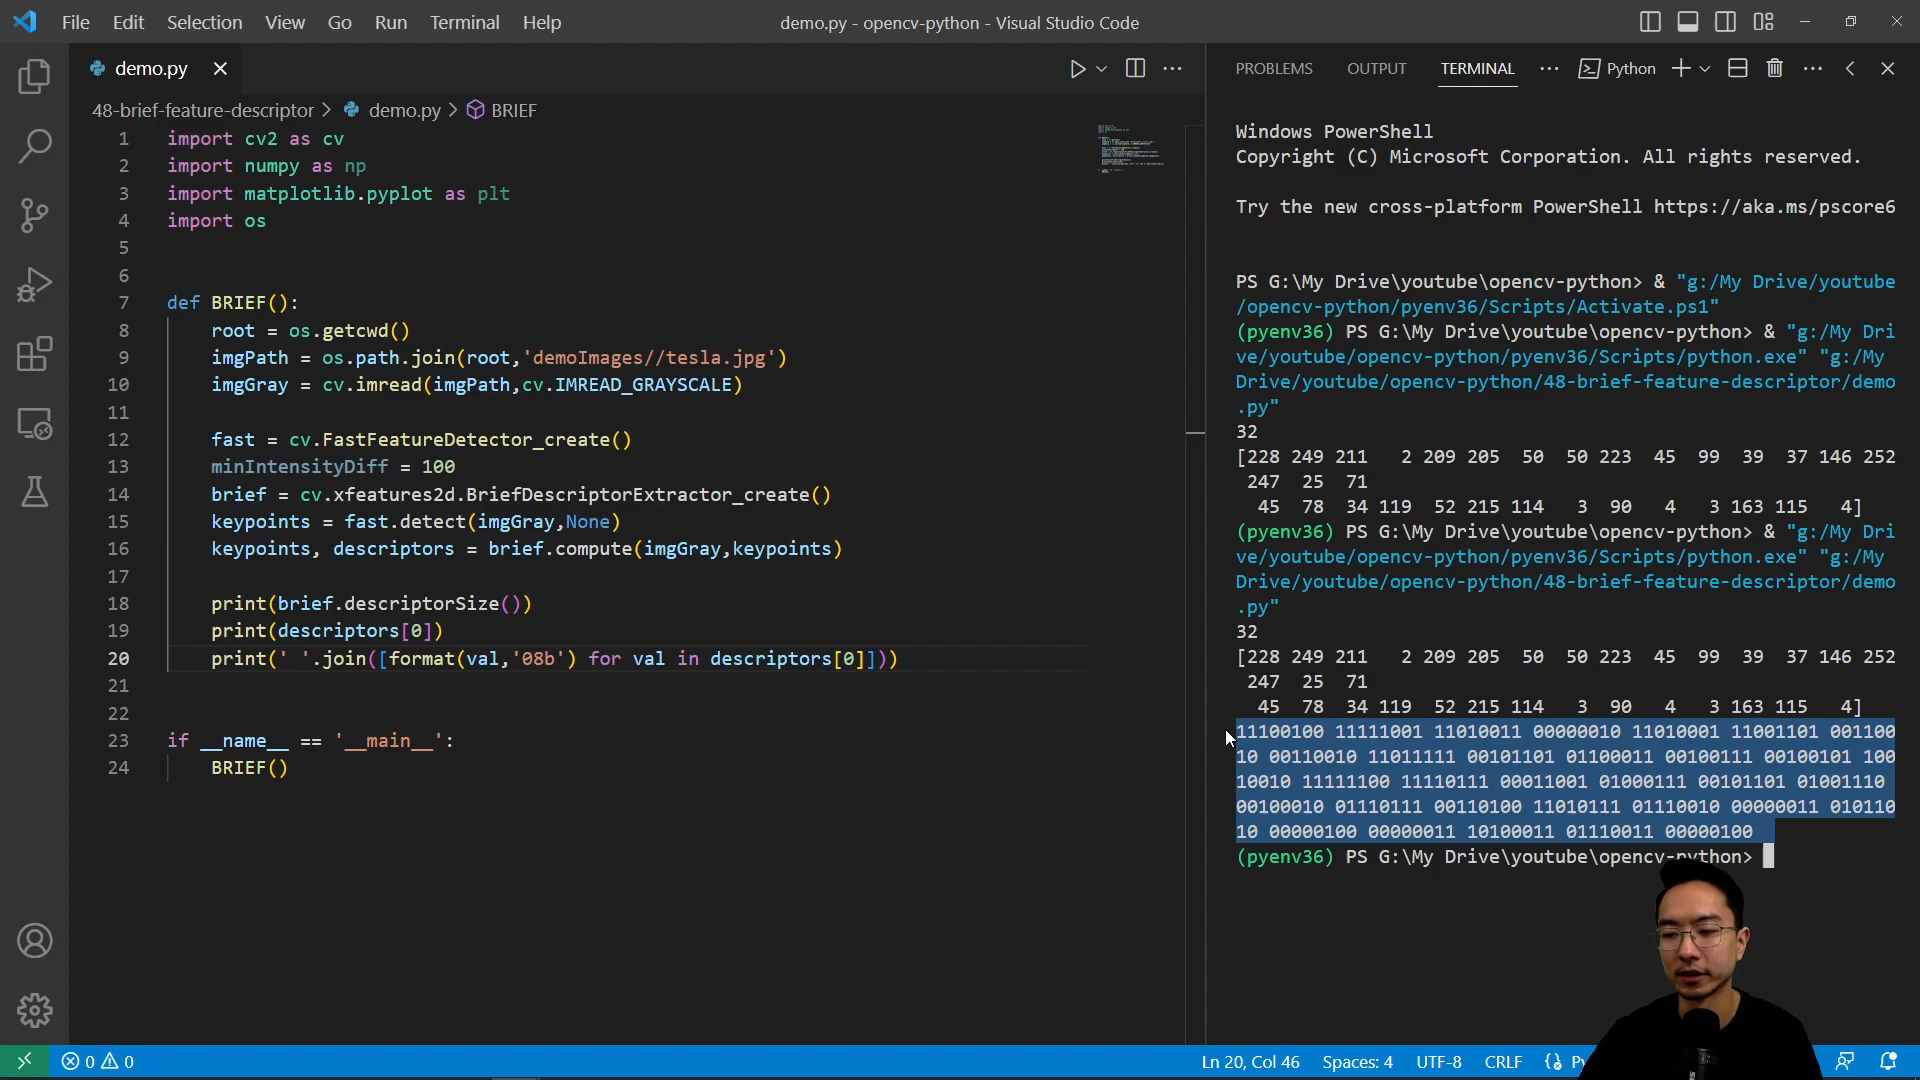 File Edit Selection View Go Run Terminal Help
demo.py - opencv-python - Visual Studio Code
demo.py
48-brief-feature-descriptor > demo.py > BRIEF
1 import cv2 as cv
2 import numpy as np
3 import matplotlib.pyplot as plt
4 import os
5
6
7 def BRIEF():
8 root = os.getcwd()
9 imgPath = os.path.join(root,'demoImages//tesla.jpg')
10 imgGray = cv.imread(imgPath,cv.IMREAD_GRAYSCALE)
11
12 fast = cv.FastFeatureDetector_create()
13 minIntensityDiff = 100
14 brief = cv.xfeatures2d.BriefDescriptorExtractor_create()
15 keypoints = fast.detect(imgGray,None)
16 keypoints, descriptors = brief.compute(imgGray,keypoints)
17
18 print(brief.descriptorSize())
19 print(descriptors[0])
20 print(' '.join([format(val,'08b') for val in descriptors[0]]))
21
22
23 if __name__ == '__main__':
24 BRIEF()
PROBLEMS OUTPUT TERMINAL Python
Windows PowerShell
Copyright (C) Microsoft Corporation. All rights reserved.
Try the new cross-platform PowerShell https://aka.ms/pscore6
PS G:\My Drive\youtube\opencv-python> & "g:/My Drive/youtube
/opencv-python/pyenv36/Scripts/Activate.ps1"
(pyenv36) PS G:\My Drive\youtube\opencv-python> & "g:/My Dri
ve/youtube/opencv-python/pyenv36/Scripts/python.exe" "g:/My
Drive/youtube/opencv-python/48-brief-feature-descriptor/demo
.py"
32
[228 249 211 2 209 205 50 50 223 45 99 39 37 146 252
247 25 71
45 78 34 119 52 215 114 3 90 4 3 163 115 4]
(pyenv36) PS G:\My Drive\youtube\opencv-python> & "g:/My Dri
ve/youtube/opencv-python/pyenv36/Scripts/python.exe" "g:/My
Drive/youtube/opencv-python/48-brief-feature-descriptor/demo
.py"
32
[228 249 211 2 209 205 50 50 223 45 99 39 37 146 252
247 25 71
45 78 34 119 52 215 114 3 90 4 3 163 115 4]
11100100 11111001 11010011 00000010 11010001 11001101 001100
10 00110010 11011111 00101101 01100011 00100111 00100101 100
10010 11111100 11110111 00011001 01000111 00101101 01001110
00100010 01110111 00110100 11010111 01110010 00000011 010110
10 00000100 00000011 10100011 01110011 00000100
(pyenv36) PS G:\My Drive\youtube\opencv-python>
0 0
Ln 20, Col 46 Spaces: 4 UTF-8 CRLF